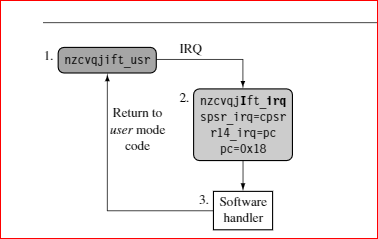 1. nzcvqjift_usr
IRQ
2. nzcvqjIft_irq
spsr_irq=cpsr
r14_irq=pc
pc=0x18
Return to
user mode
code
3. Software
handler